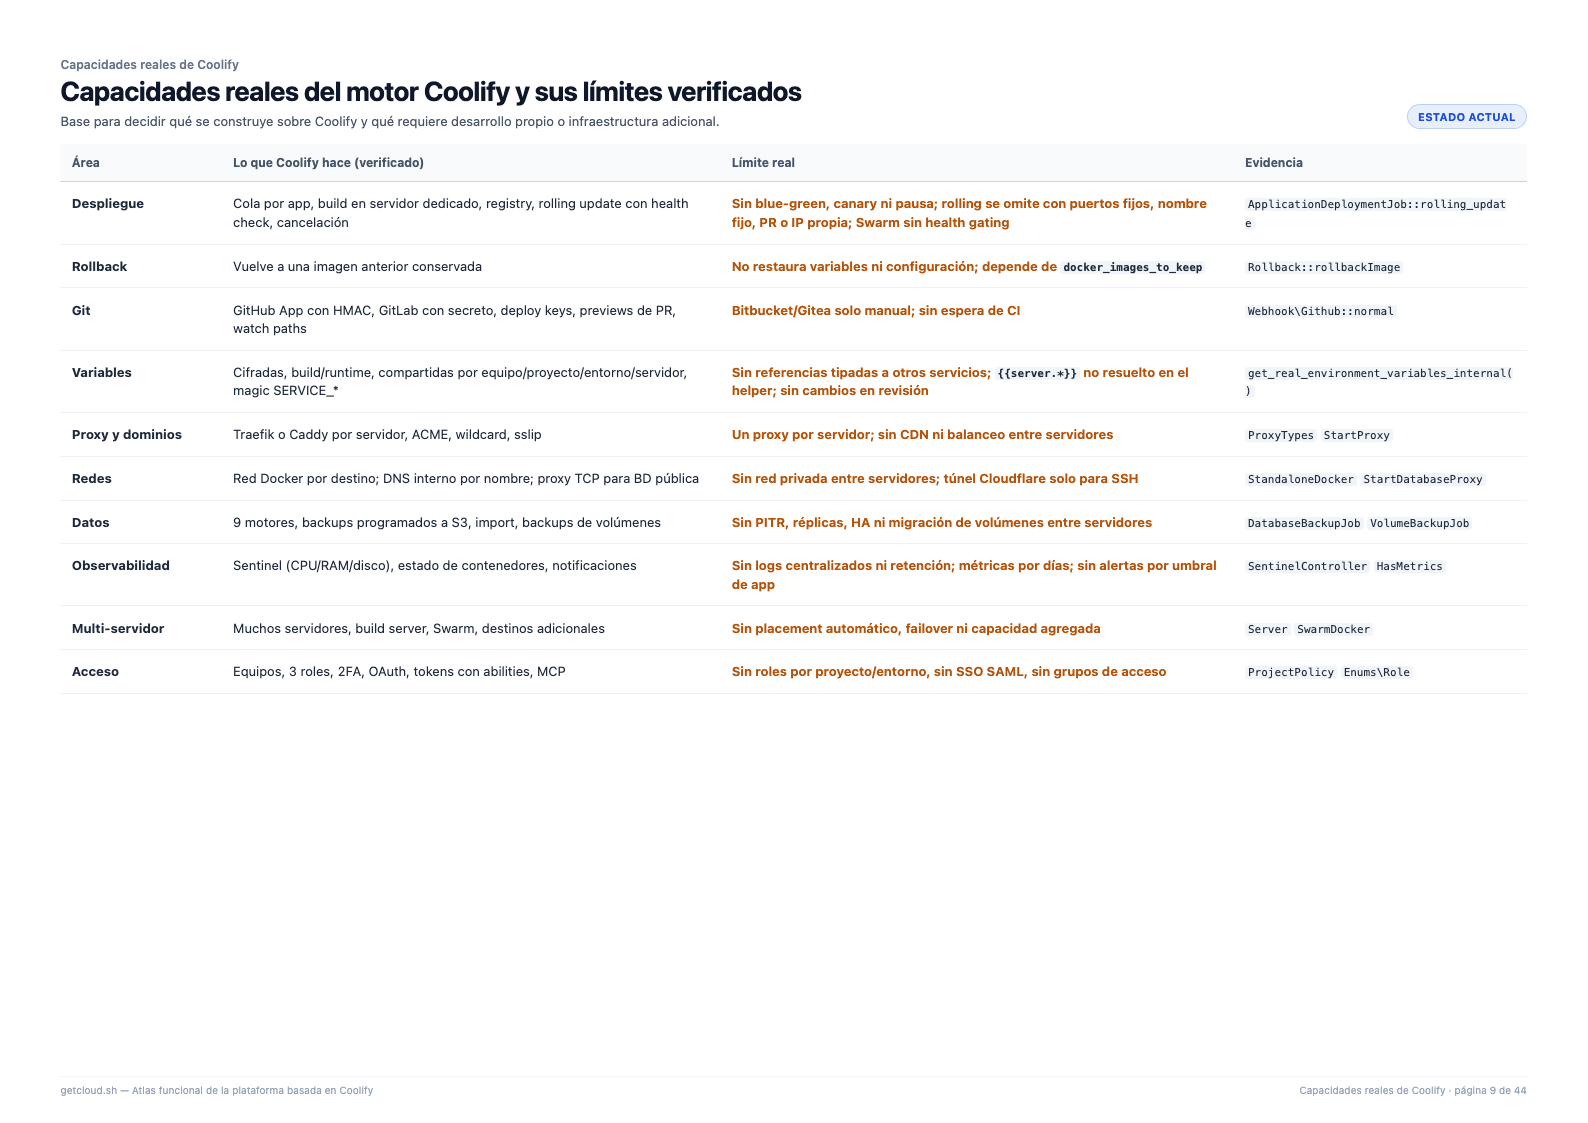 Capacidades reales de Coolify
Capacidades reales del motor Coolify y sus límites verificados
Base para decidir qué se construye sobre Coolify y qué requiere desarrollo propio o infraestructura adicional.
ESTADO ACTUAL
Área
Lo que Coolify hace (verificado)
Límite real
Evidencia
Despliegue
Cola por app, build en servidor dedicado, registry, rolling update con health
check, cancelación
Sin blue-green, canary ni pausa; rolling se omite con puertos fijos, nombre
fijo, PR o IP propia; Swarm sin health gating
ApplicationDeploymentJob::rolling_updat
e
Rollback
Vuelve a una imagen anterior conservada
No restaura variables ni configuración; depende de docker_images_to_keep
Rollback::rollbackImage
Git
GitHub App con HMAC, GitLab con secreto, deploy keys, previews de PR,
watch paths
Bitbucket/Gitea solo manual; sin espera de CI
Webhook\Github::normal
Variables
Cifradas, build/runtime, compartidas por equipo/proyecto/entorno/servidor,
magic SERVICE_*
Sin referencias tipadas a otros servicios; {{server.*}} no resuelto en el
helper; sin cambios en revisión
get_real_environment_variables_internal(
)
Proxy y dominios
Traefik o Caddy por servidor, ACME, wildcard, sslip
Un proxy por servidor; sin CDN ni balanceo entre servidores
ProxyTypes StartProxy
Redes
Red Docker por destino; DNS interno por nombre; proxy TCP para BD pública
Sin red privada entre servidores; túnel Cloudflare solo para SSH
StandaloneDocker StartDatabaseProxy
Datos
9 motores, backups programados a S3, import, backups de volúmenes
Sin PITR, réplicas, HA ni migración de volúmenes entre servidores
DatabaseBackupJob VolumeBackupJob
Observabilidad
Sentinel (CPU/RAM/disco), estado de contenedores, notificaciones
Sin logs centralizados ni retención; métricas por días; sin alertas por umbral
de app
SentinelController HasMetrics
Multi-servidor
Muchos servidores, build server, Swarm, destinos adicionales
Sin placement automático, failover ni capacidad agregada
Server SwarmDocker
Acceso
Equipos, 3 roles, 2FA, OAuth, tokens con abilities, MCP
Sin roles por proyecto/entorno, sin SSO SAML, sin grupos de acceso
ProjectPolicy Enums\Role
getcloud.sh — Atlas funcional de la plataforma basada en Coolify
Capacidades reales de Coolify · página 9 de 44